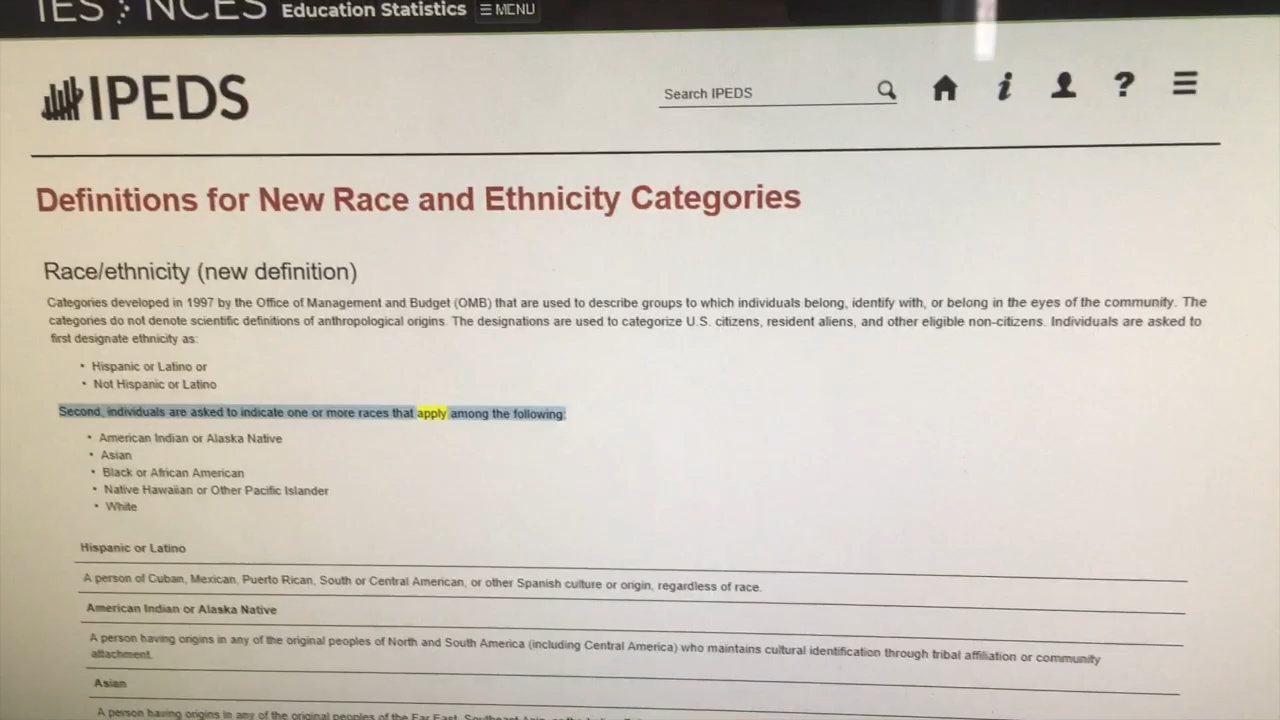 IES NCES Education Statistics ☰ MENU
IPEDS
Search IPEDS
Definitions for New Race and Ethnicity Categories
Race/ethnicity (new definition)
Categories developed in 1997 by the Office of Management and Budget (OMB) that are used to describe groups to which individuals belong, identify with, or belong in the eyes of the community. The
categories do not denote scientific definitions of anthropological origins. The designations are used to categorize U.S. citizens, resident aliens, and other eligible non-citizens. Individuals are asked to
first designate ethnicity as:
• Hispanic or Latino or
• Not Hispanic or Latino
Second, individuals are asked to indicate one or more races that apply among the following:
• American Indian or Alaska Native
• Asian
• Black or African American
• Native Hawaiian or Other Pacific Islander
• White
Hispanic or Latino
A person of Cuban, Mexican, Puerto Rican, South or Central American, or other Spanish culture or origin, regardless of race.
American Indian or Alaska Native
A person having origins in any of the original peoples of North and South America (including Central America) who maintains cultural identification through tribal affiliation or community
attachment.
Asian
A person having origins in any of the original peoples of the Far East, Southeast